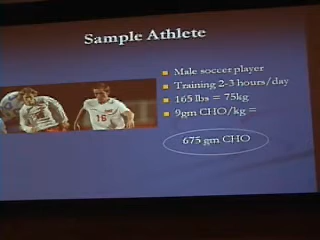 Sample Athlete
Male soccer player
Training 2-3 hours/day
165 lbs = 75kg
9gm CHO/kg =
675 gm CHO
16